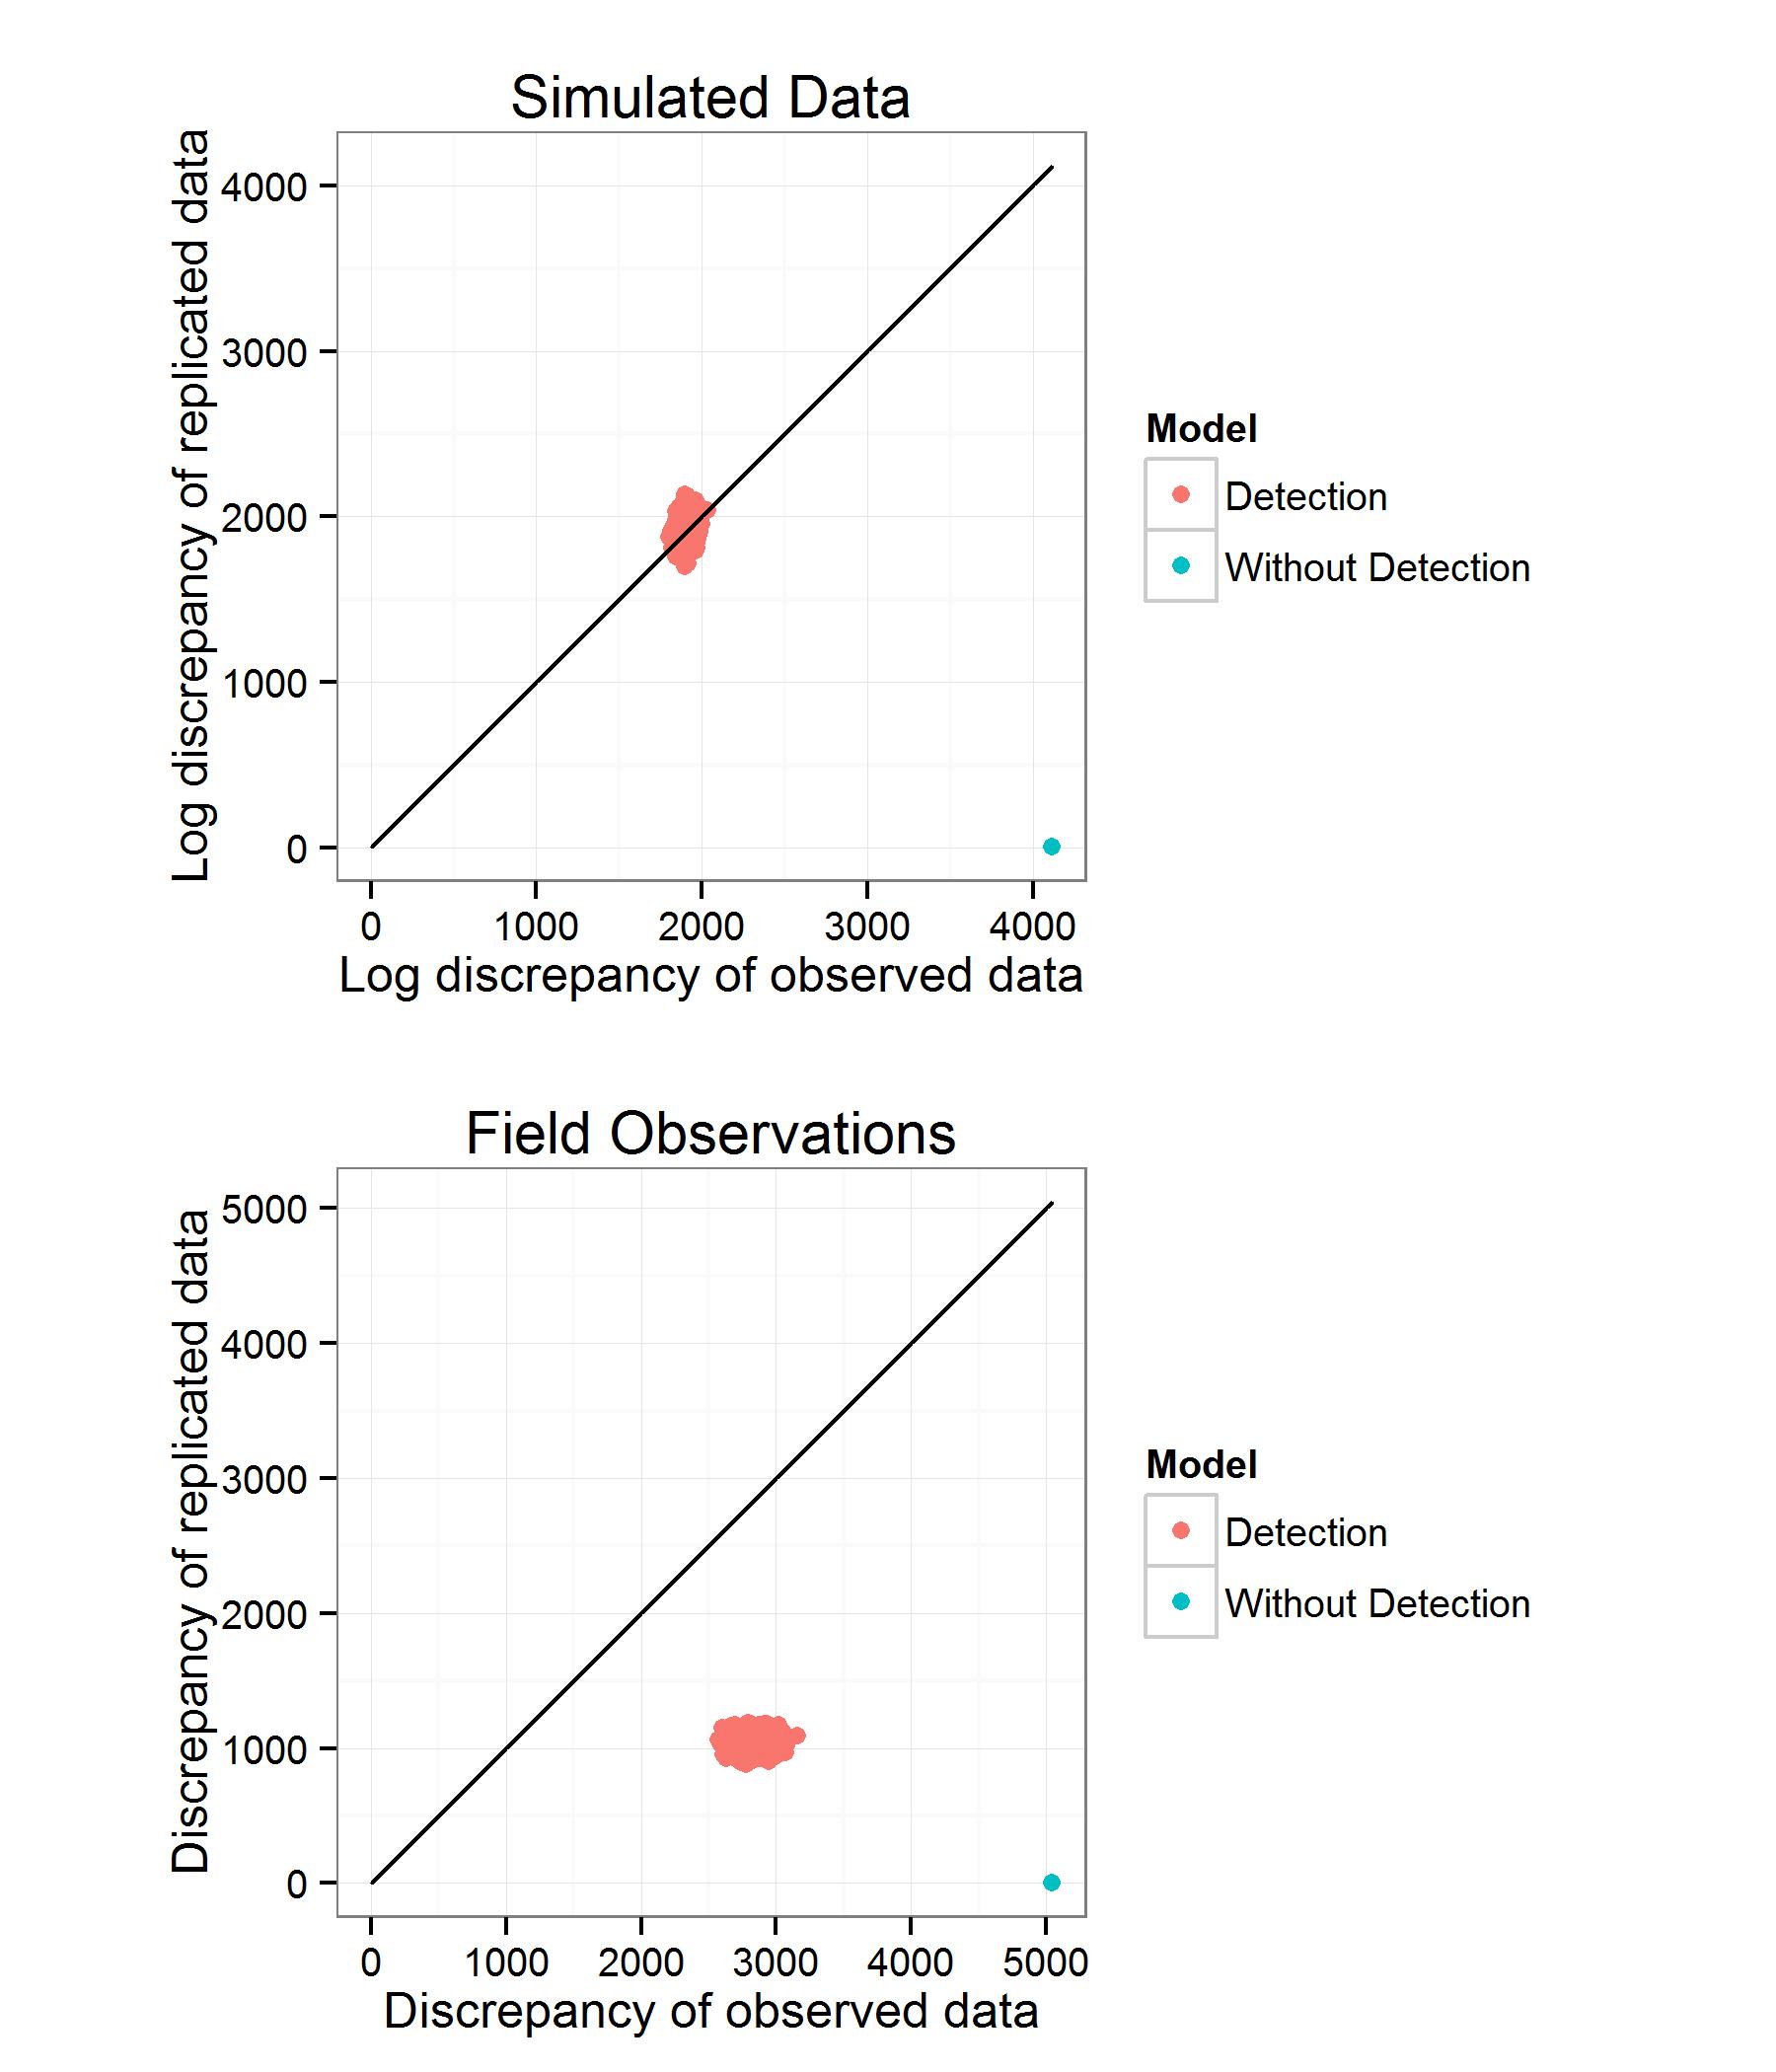 Simulated Data
Log discrepancy of replicated data
4000
3000
2000
1000
0
0 1000 2000 3000 4000
Log discrepancy of observed data
Model
Detection
Without Detection
Field Observations
Discrepancy of replicated data
5000
4000
3000
2000
1000
0
0 1000 2000 3000 4000 5000
Discrepancy of observed data
Model
Detection
Without Detection